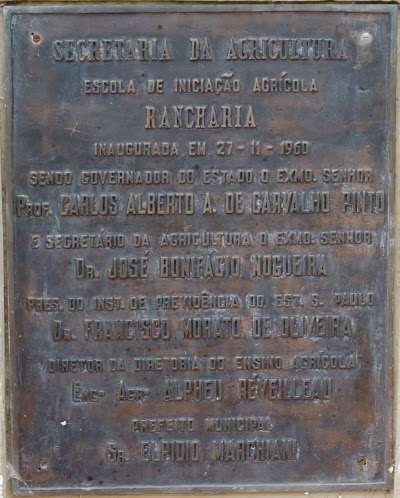 SECRETARIA DA AGRICULTURA
ESCOLA DE INICIAÇÃO AGRÍCOLA
RANCHARIA
INAUGURADA EM 27-11-1960
SENDO GOVERNADOR DO ESTADO O EXMO. SENHOR
PROF. CARLOS ALBERTO A. DE CARVALHO PINTO
E SECRETÁRIO DA AGRICULTURA O EXMO. SENHOR
DR. JOSÉ BONIFÁCIO NOGUEIRA
PRES. DO INST. DE PREVIDÊNCIA DO EST. S. PAULO
DR. FRANCISCO MORATO DE OLIVEIRA
DIRETOR DA DIRETORIA DO ENSINO AGRÍCOLA
ENGº AGRº ALPHEU RÉVEILLEAU
PREFEITO MUNICIPAL
SR. ELPIDIO MARCHIANI